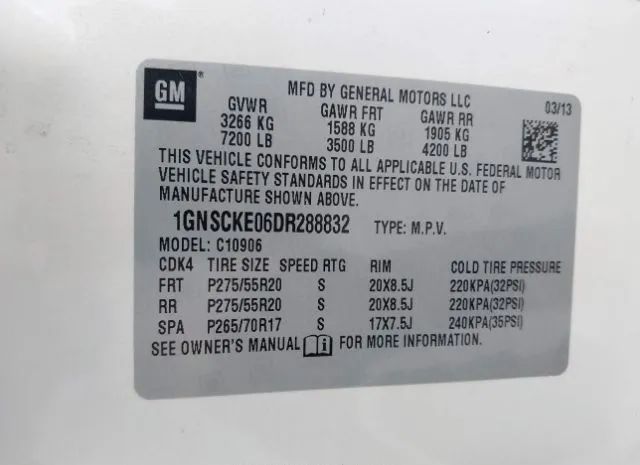 GM
MFD BY GENERAL MOTORS LLC
03/13
GVWR GAWR FRT GAWR RR
3266 KG 1588 KG 1905 KG
7200 LB 3500 LB 4200 LB
THIS VEHICLE CONFORMS TO ALL APPLICABLE U.S. FEDERAL MOTOR
VEHICLE SAFETY STANDARDS IN EFFECT ON THE DATE OF
MANUFACTURE SHOWN ABOVE.
1GNSCKE06DR288832 TYPE: M.P.V.
MODEL: C10906
CDK4 TIRE SIZE SPEED RTG RIM COLD TIRE PRESSURE
FRT P275/55R20 S 20X8.5J 220KPA(32PSI)
RR P275/55R20 S 20X8.5J 220KPA(32PSI)
SPA P265/70R17 S 17X7.5J 240KPA(35PSI)
SEE OWNER'S MANUAL FOR MORE INFORMATION.